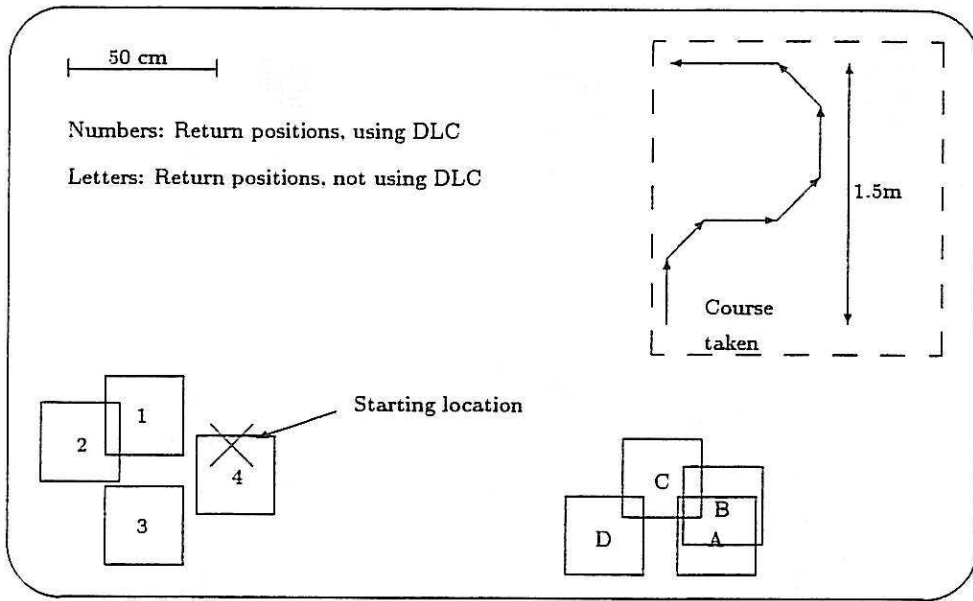 50 cm
Numbers: Return positions, using DLC
Letters: Return positions, not using DLC
1.5m
Course
taken
Starting location
1
2
4
3
C
B
D
A